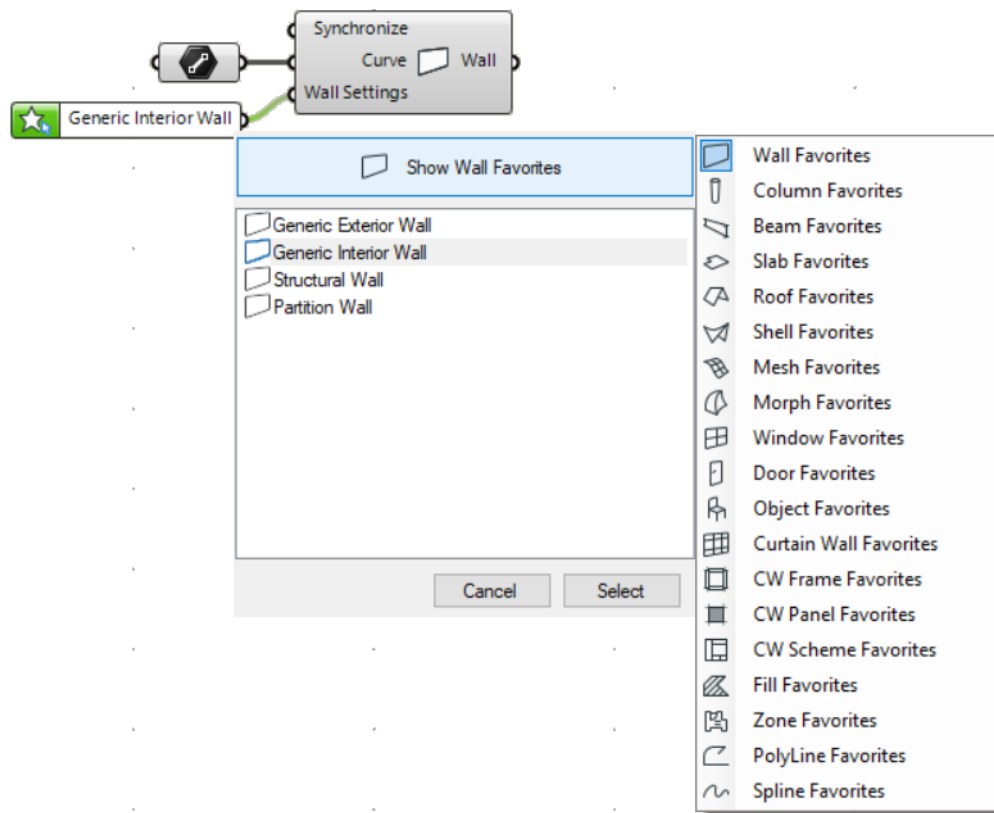 Synchronize
Curve Wall
Wall Settings
Generic Interior Wall
Show Wall Favorites
Generic Exterior Wall
Generic Interior Wall
Structural Wall
Partition Wall
Cancel Select
Wall Favorites
Column Favorites
Beam Favorites
Slab Favorites
Roof Favorites
Shell Favorites
Mesh Favorites
Morph Favorites
Window Favorites
Door Favorites
Object Favorites
Curtain Wall Favorites
CW Frame Favorites
CW Panel Favorites
CW Scheme Favorites
Fill Favorites
Zone Favorites
PolyLine Favorites
Spline Favorites